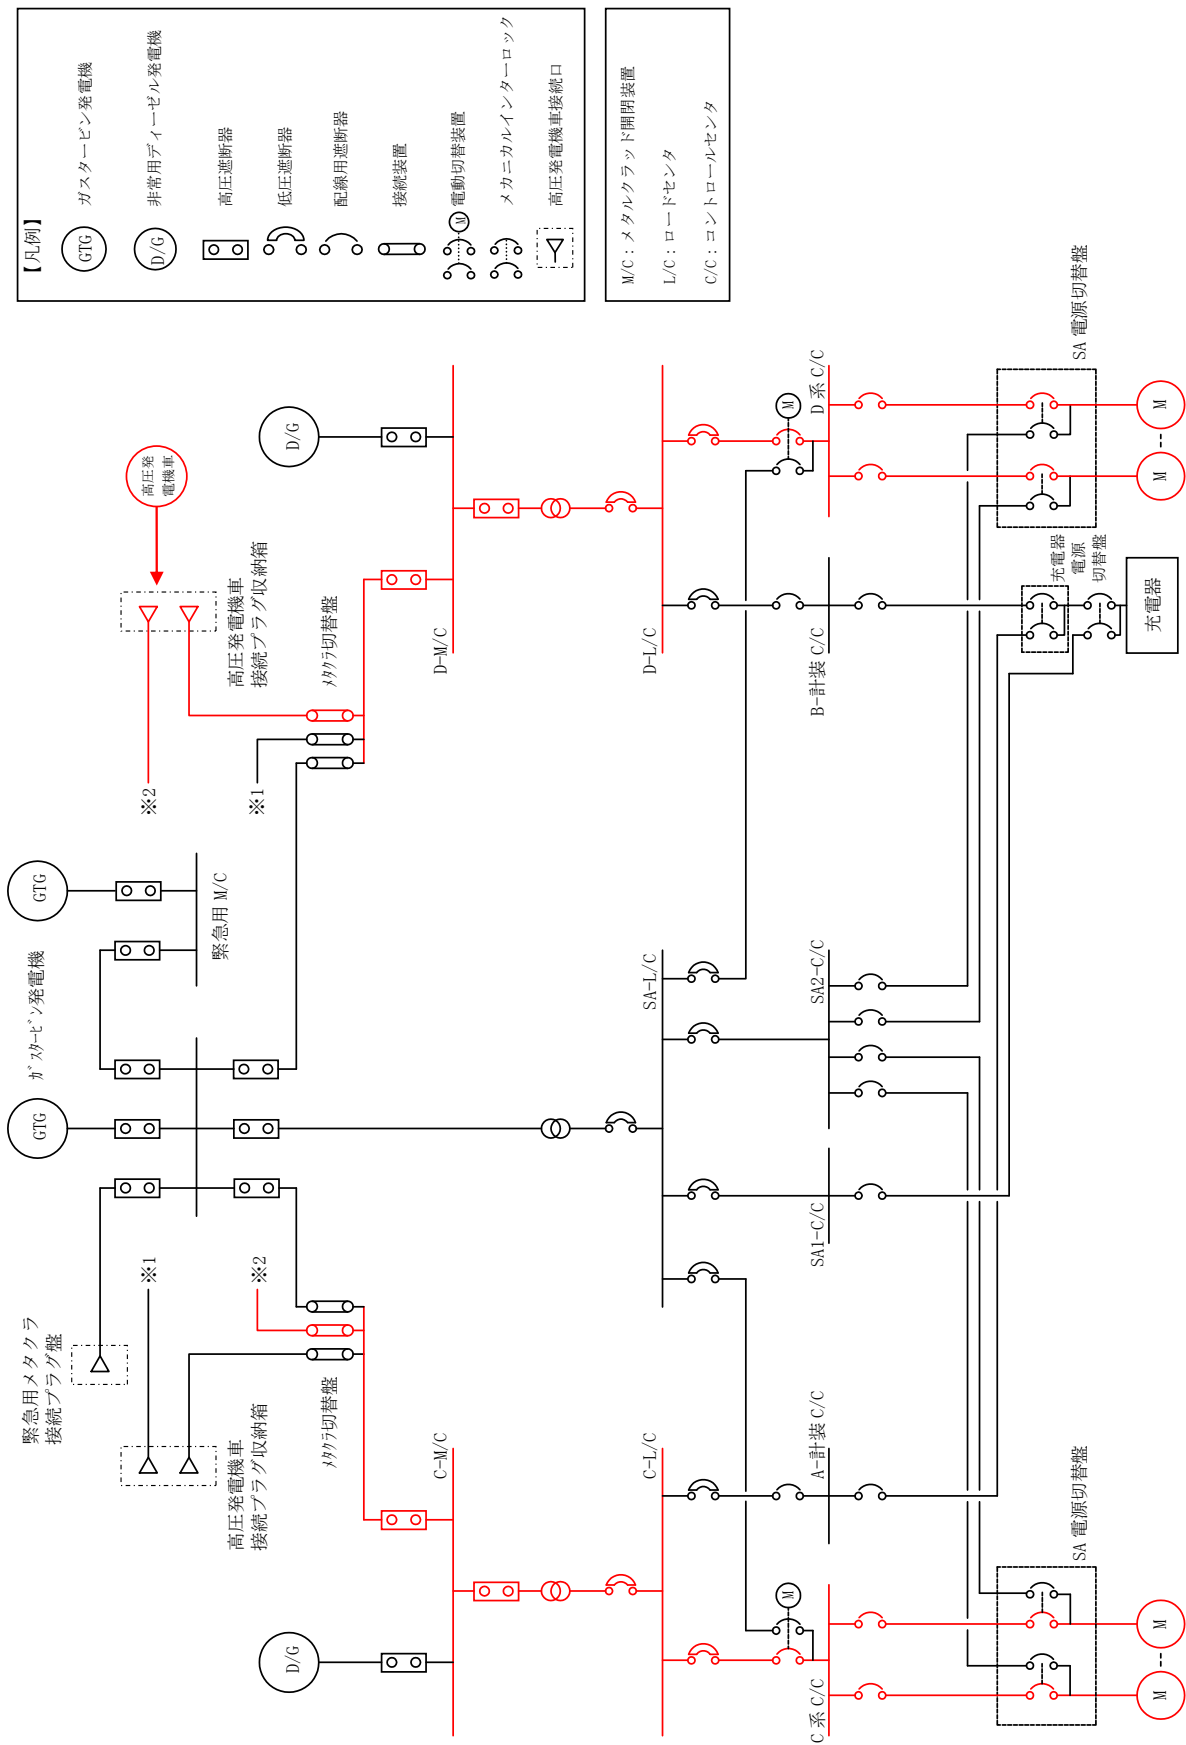 【凡例】
GTG
ガスタービン発電機
D/G
非常用ディーゼル発電機
高圧遮断器
低圧遮断器
配線用遮断器
接続装置
M
電動切替装置
メカニカルインターロック
高圧発電機車接続口
M/C：メタルクラッド開閉装置
L/C：ロードセンタ
C/C：コントロールセンタ
緊急用メタクラ
接続プラグ盤
GTG
ｶﾞｽﾀｰﾋﾞﾝ発電機
GTG
緊急用 M/C
高圧発
電機車
※1
※2
※2
※1
高圧発電機車
接続プラグ収納箱
高圧発電機車
接続プラグ収納箱
ﾒﾀｸﾗ切替盤
ﾒﾀｸﾗ切替盤
D/G
D/G
C-M/C
D-M/C
C-L/C
SA-L/C
D-L/C
M
M
C 系 C/C
A-計装 C/C
SA1-C/C
SA2-C/C
B-計装 C/C
D 系 C/C
SA 電源切替盤
充電器
電源
切替盤
SA 電源切替盤
充電器
M
M
M
M